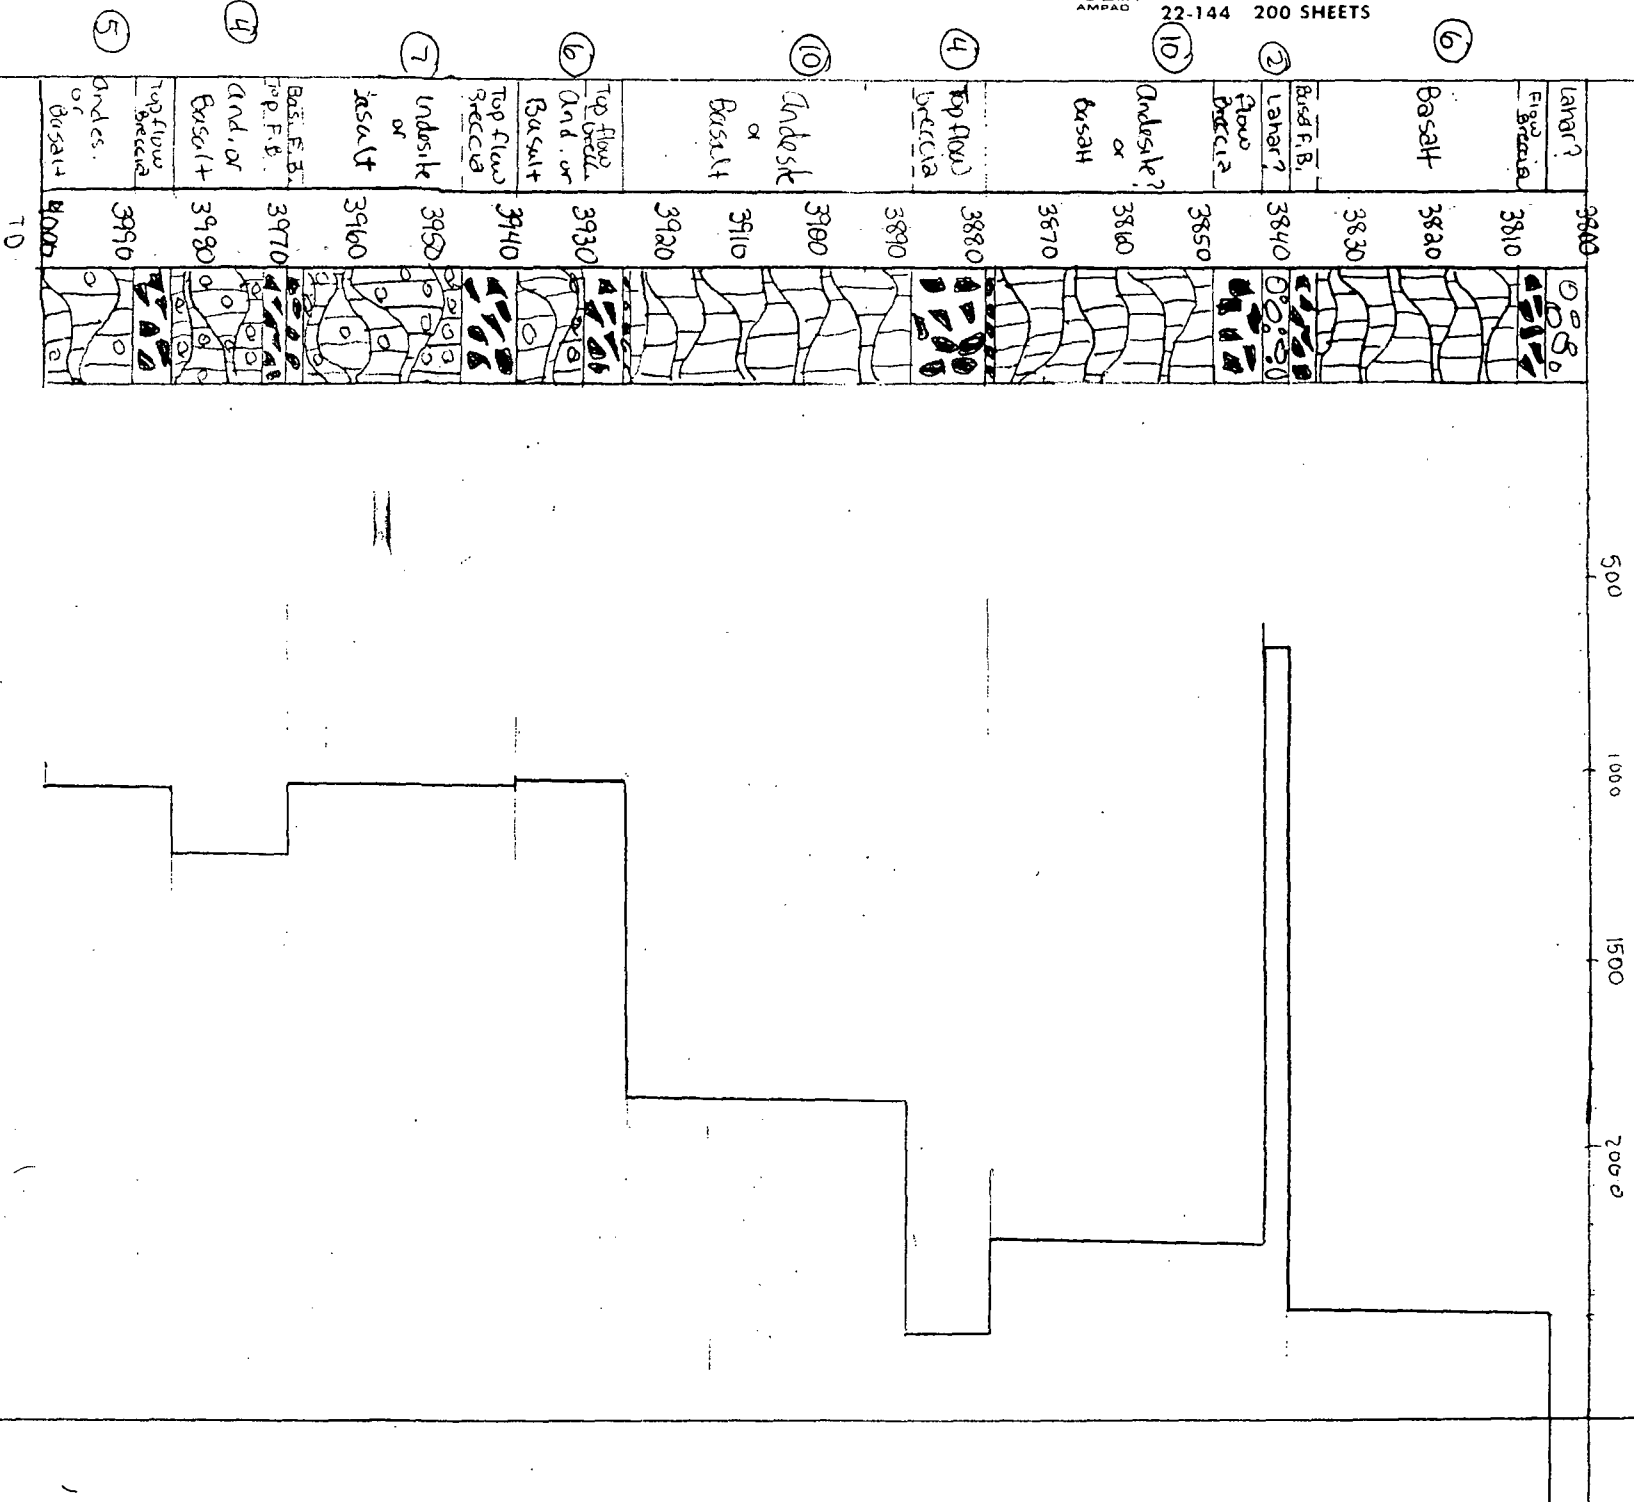 AMPAD 22-144 200 SHEETS
6
2
10
4
10
6
7
4
5
Lahar?
Flow
Breccia
Basalt
Basal F.B.
Lahar?
Flow
Breccia
Andesite?
or
Basalt
Top flow
breccia
Andesite
or
Basalt
Top flow
And. or
Basalt
Top flow
Breccia
Andesite
or
Basalt
Bas. F.B.
Top F.B.
And. or
Basalt
Top flow
Breccia
Andes.
or
Basalt
3800
3810
3820
3830
3840
3850
3860
3870
3880
3890
3900
3910
3920
3930
3940
3950
3960
3970
3980
3990
4000
TD
500
1000
1500
2000